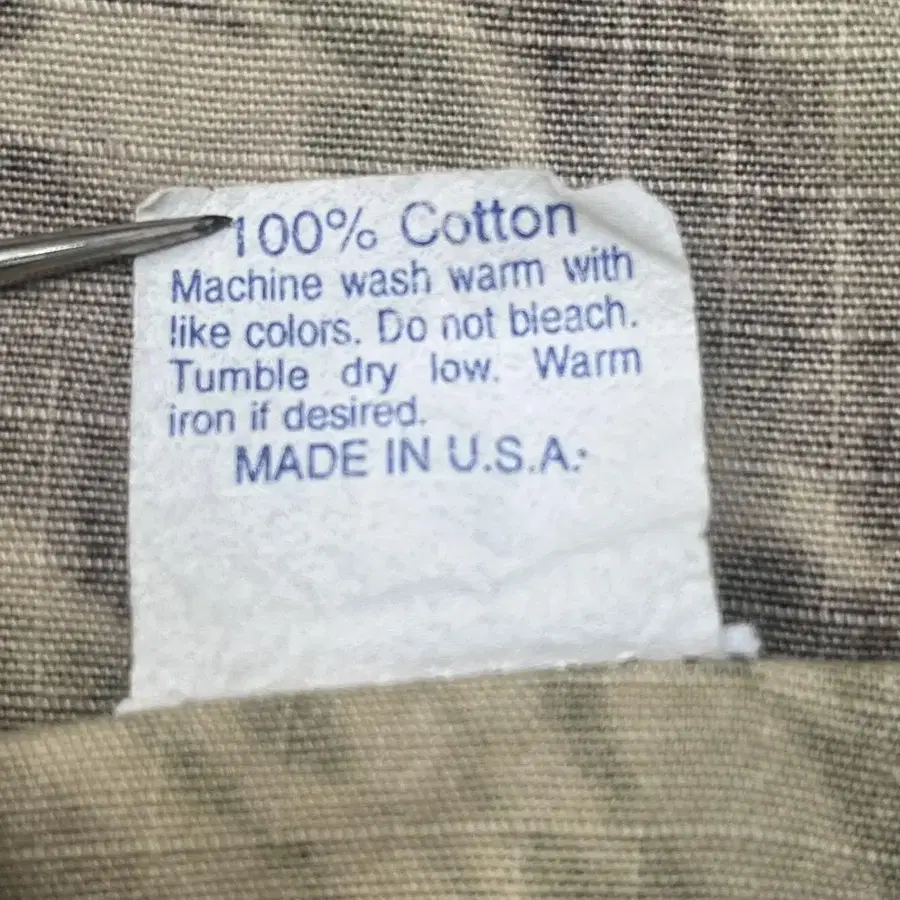 100% Cotton
Machine wash warm with
like colors. Do not bleach.
Tumble dry low. Warm
iron if desired.
MADE IN U.S.A.